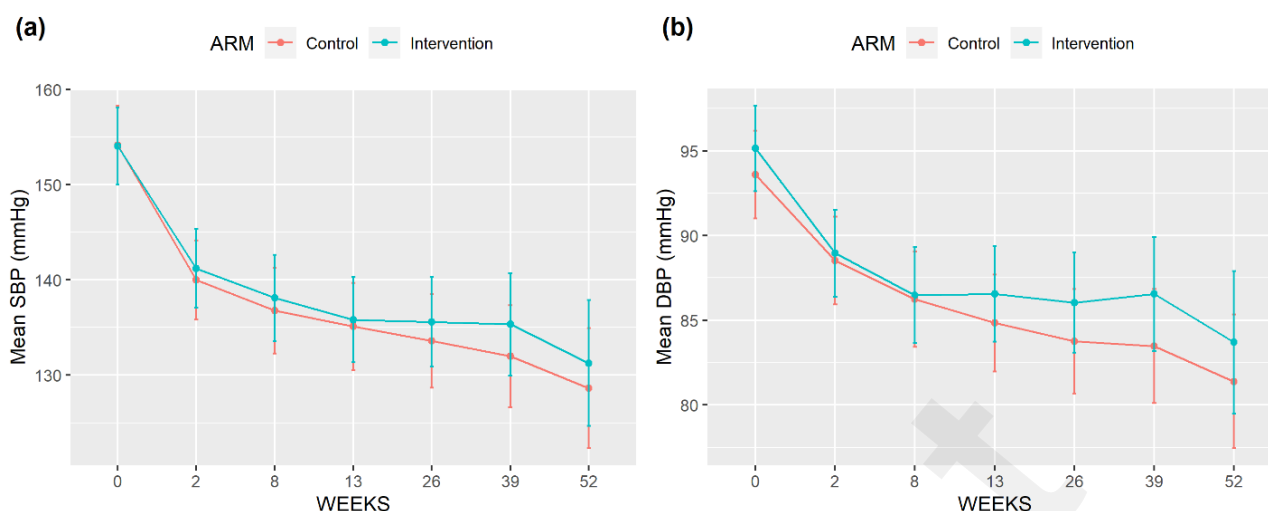 (a)
ARM Control Intervention
Mean SBP (mmHg)
160
150
140
130
0 2 8 13 26 39 52
WEEKS
(b)
ARM Control Intervention
Mean DBP (mmHg)
95
90
85
80
0 2 8 13 26 39 52
WEEKS
t